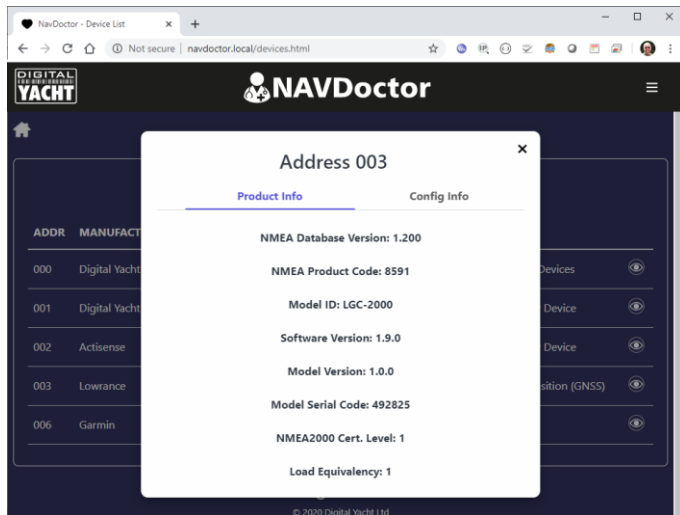 NavDoctor - Device List
Not secure | navdoctor.local/devices.html
DIGITAL
YACHT
NAVDoctor
Address 003
Product Info Config Info
ADDR MANUFACT
NMEA Database Version: 1.200
000 Digital Yacht Devices
NMEA Product Code: 8591
Model ID: LGC-2000
001 Digital Yacht Device
Software Version: 1.9.0
002 Actisense Device
Model Version: 1.0.0
003 Lowrance sition (GNSS)
Model Serial Code: 492825
006 Garmin
NMEA2000 Cert. Level: 1
Load Equivalency: 1
© 2020 Digital Yacht Ltd